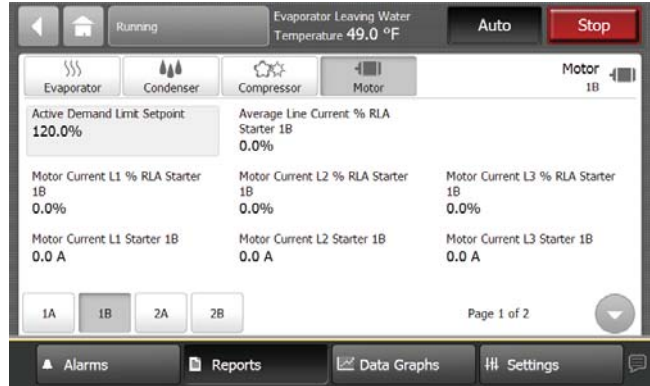 Running
Evaporator Leaving Water
Temperature 49.0 ºF
Auto
Stop
Evaporator
Condenser
Compressor
Motor
Motor
1B
Active Demand Limit Setpoint
120.0%
Average Line Current % RLA
Starter 1B
0.0%
Motor Current L1 % RLA Starter
1B
0.0%
Motor Current L2 % RLA Starter
1B
0.0%
Motor Current L3 % RLA Starter
1B
0.0%
Motor Current L1 Starter 1B
0.0 A
Motor Current L2 Starter 1B
0.0 A
Motor Current L3 Starter 1B
0.0 A
1A
1B
2A
2B
Page 1 of 2
Alarms
Reports
Data Graphs
Settings